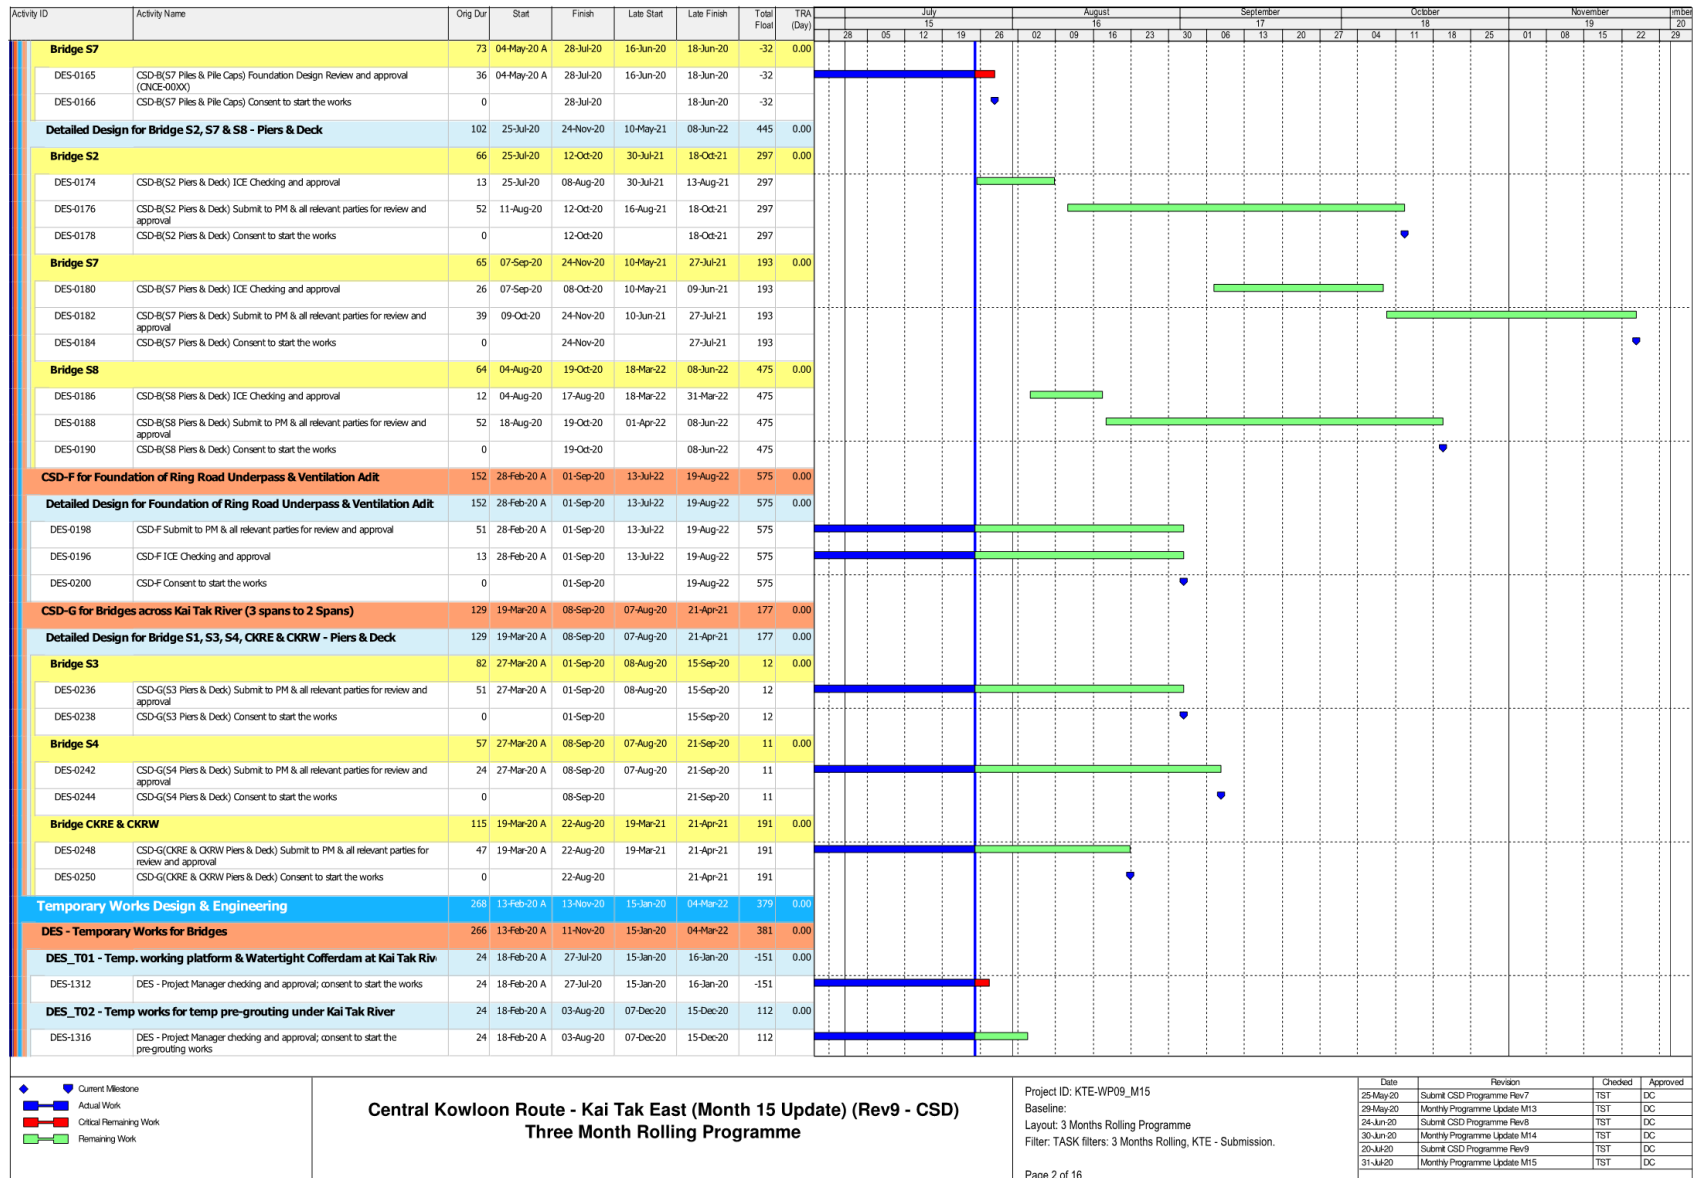 Activity ID Activity Name Orig Dur Start Finish Late Start Late Finish Total Float TRA (Day) July August September October November
15 16 17 18 19 20
28 05 12 19 26 02 09 16 23 30 06 13 20 27 04 11 18 25 01 08 15 22 29
Bridge S7 73 04-May-20 A 28-Jul-20 16-Jun-20 18-Jun-20 -32 0.00
DES-0165 CSD-B(S7 Piles & Pile Caps) Foundation Design Review and approval 36 04-May-20 A 28-Jul-20 16-Jun-20 18-Jun-20 -32
(CNCE-00XX)
DES-0166 CSD-B(S7 Piles & Pile Caps) Consent to start the works 0 28-Jul-20 18-Jun-20 -32
Detailed Design for Bridge S2, S7 & S8 - Piers & Deck 102 25-Jul-20 24-Nov-20 10-May-21 08-Jun-22 445 0.00
Bridge S2 66 25-Jul-20 12-Oct-20 30-Jul-21 18-Oct-21 297 0.00
DES-0174 CSD-B(S2 Piers & Deck) ICE Checking and approval 13 25-Jul-20 08-Aug-20 30-Jul-21 13-Aug-21 297
DES-0176 CSD-B(S2 Piers & Deck) Submit to PM & all relevant parties for review and 52 11-Aug-20 12-Oct-20 16-Aug-21 18-Oct-21 297
approval
DES-0178 CSD-B(S2 Piers & Deck) Consent to start the works 0 12-Oct-20 18-Oct-21 297
Bridge S7 65 07-Sep-20 24-Nov-20 10-May-21 27-Jul-21 193 0.00
DES-0180 CSD-B(S7 Piers & Deck) ICE Checking and approval 26 07-Sep-20 08-Oct-20 10-May-21 09-Jun-21 193
DES-0182 CSD-B(S7 Piers & Deck) Submit to PM & all relevant parties for review and 39 09-Oct-20 24-Nov-20 10-Jun-21 27-Jul-21 193
approval
DES-0184 CSD-B(S7 Piers & Deck) Consent to start the works 0 24-Nov-20 27-Jul-21 193
Bridge S8 64 04-Aug-20 19-Oct-20 18-Mar-22 08-Jun-22 475 0.00
DES-0186 CSD-B(S8 Piers & Deck) ICE Checking and approval 12 04-Aug-20 17-Aug-20 18-Mar-22 31-Mar-22 475
DES-0188 CSD-B(S8 Piers & Deck) Submit to PM & all relevant parties for review and 52 18-Aug-20 19-Oct-20 01-Apr-22 08-Jun-22 475
approval
DES-0190 CSD-B(S8 Piers & Deck) Consent to start the works 0 19-Oct-20 08-Jun-22 475
CSD-F for Foundation of Ring Road Underpass & Ventilation Adit 152 28-Feb-20 A 01-Sep-20 13-Jul-22 19-Aug-22 575 0.00
Detailed Design for Foundation of Ring Road Underpass & Ventilation Adit 152 28-Feb-20 A 01-Sep-20 13-Jul-22 19-Aug-22 575 0.00
DES-0198 CSD-F Submit to PM & all relevant parties for review and approval 51 28-Feb-20 A 01-Sep-20 13-Jul-22 19-Aug-22 575
DES-0196 CSD-F ICE Checking and approval 13 28-Feb-20 A 01-Sep-20 13-Jul-22 19-Aug-22 575
DES-0200 CSD-F Consent to start the works 0 01-Sep-20 19-Aug-22 575
CSD-G for Bridges across Kai Tak River (3 spans to 2 Spans) 129 19-Mar-20 A 08-Sep-20 07-Aug-20 21-Apr-21 177 0.00
Detailed Design for Bridge S1, S3, S4, CKRE & CKRW - Piers & Deck 129 19-Mar-20 A 08-Sep-20 07-Aug-20 21-Apr-21 177 0.00
Bridge S3 82 27-Mar-20 A 01-Sep-20 08-Aug-20 15-Sep-20 12 0.00
DES-0236 CSD-G(S3 Piers & Deck) Submit to PM & all relevant parties for review and 51 27-Mar-20 A 01-Sep-20 08-Aug-20 15-Sep-20 12
approval
DES-0238 CSD-G(S3 Piers & Deck) Consent to start the works 0 01-Sep-20 15-Sep-20 12
Bridge S4 57 27-Mar-20 A 08-Sep-20 07-Aug-20 21-Sep-20 11 0.00
DES-0242 CSD-G(S4 Piers & Deck) Submit to PM & all relevant parties for review and 24 27-Mar-20 A 08-Sep-20 07-Aug-20 21-Sep-20 11
approval
DES-0244 CSD-G(S4 Piers & Deck) Consent to start the works 0 08-Sep-20 21-Sep-20 11
Bridge CKRE & CKRW 115 19-Mar-20 A 22-Aug-20 19-Mar-21 21-Apr-21 191 0.00
DES-0248 CSD-G(CKRE & CKRW Piers & Deck) Submit to PM & all relevant parties for 47 19-Mar-20 A 22-Aug-20 19-Mar-21 21-Apr-21 191
review and approval
DES-0250 CSD-G(CKRE & CKRW Piers & Deck) Consent to start the works 0 22-Aug-20 21-Apr-21 191
Temporary Works Design & Engineering 268 13-Feb-20 A 13-Nov-20 15-Jan-20 04-Mar-22 379 0.00
DES - Temporary Works for Bridges 266 13-Feb-20 A 11-Nov-20 15-Jan-20 04-Mar-22 381 0.00
DES_T01 - Temp. working platform & Watertight Cofferdam at Kai Tak Riv 24 18-Feb-20 A 27-Jul-20 15-Jan-20 16-Jan-20 -151 0.00
DES-1312 DES - Project Manager checking and approval; consent to start the works 24 18-Feb-20 A 27-Jul-20 15-Jan-20 16-Jan-20 -151
DES_T02 - Temp works for temp pre-grouting under Kai Tak River 24 18-Feb-20 A 03-Aug-20 07-Dec-20 15-Dec-20 112 0.00
DES-1316 DES - Project Manager checking and approval; consent to start the 24 18-Feb-20 A 03-Aug-20 07-Dec-20 15-Dec-20 112
pre-grouting works
Current Milestone
Actual Work
Critical Remaining Work
Remaining Work
Central Kowloon Route - Kai Tak East (Month 15 Update) (Rev9 - CSD)
Three Month Rolling Programme
Project ID: KTE-WP09_M15
Baseline:
Layout: 3 Months Rolling Programme
Filter: TASK filters: 3 Months Rolling, KTE - Submission.
Page 2 of 16
Date Revision Checked Approved
25-May-20 Submit CSD Programme Rev7 TST DC
29-May-20 Monthly Programme Update M13 TST DC
24-Jun-20 Submit CSD Programme Rev8 TST DC
30-Jun-20 Monthly Programme Update M14 TST DC
20-Jul-20 Submit CSD Programme Rev9 TST DC
31-Jul-20 Monthly Programme Update M15 TST DC